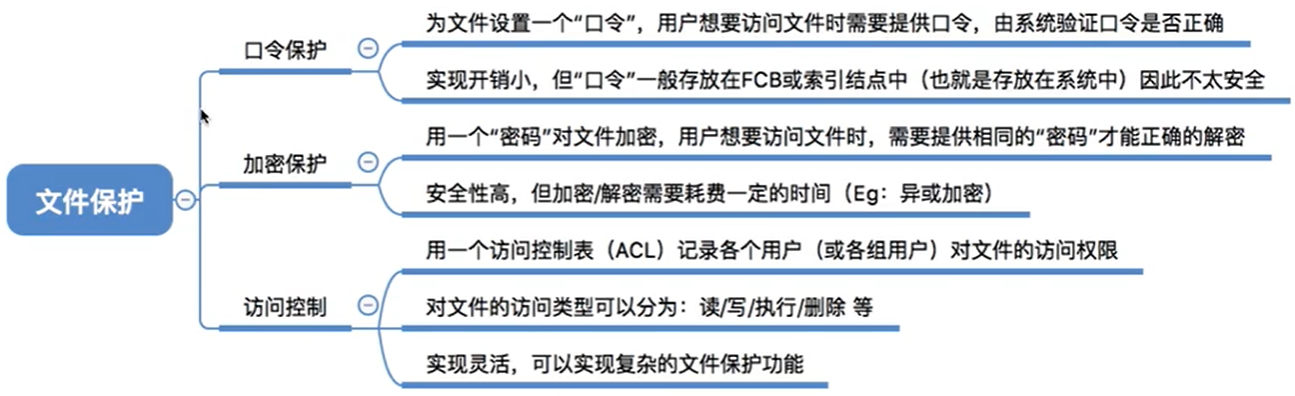 文件保护
口令保护
为文件设置一个“口令”，用户想要访问文件时需要提供口令，由系统验证口令是否正确
实现开销小，但“口令”一般存放在FCB或索引结点中（也就是存放在系统中）因此不太安全
加密保护
用一个“密码”对文件加密，用户想要访问文件时，需要提供相同的“密码”才能正确的解密
安全性高，但加密/解密需要耗费一定的时间（Eg：异或加密）
访问控制
用一个访问控制表（ACL）记录各个用户（或各组用户）对文件的访问权限
对文件的访问类型可以分为：读/写/执行/删除 等
实现灵活，可以实现复杂的文件保护功能